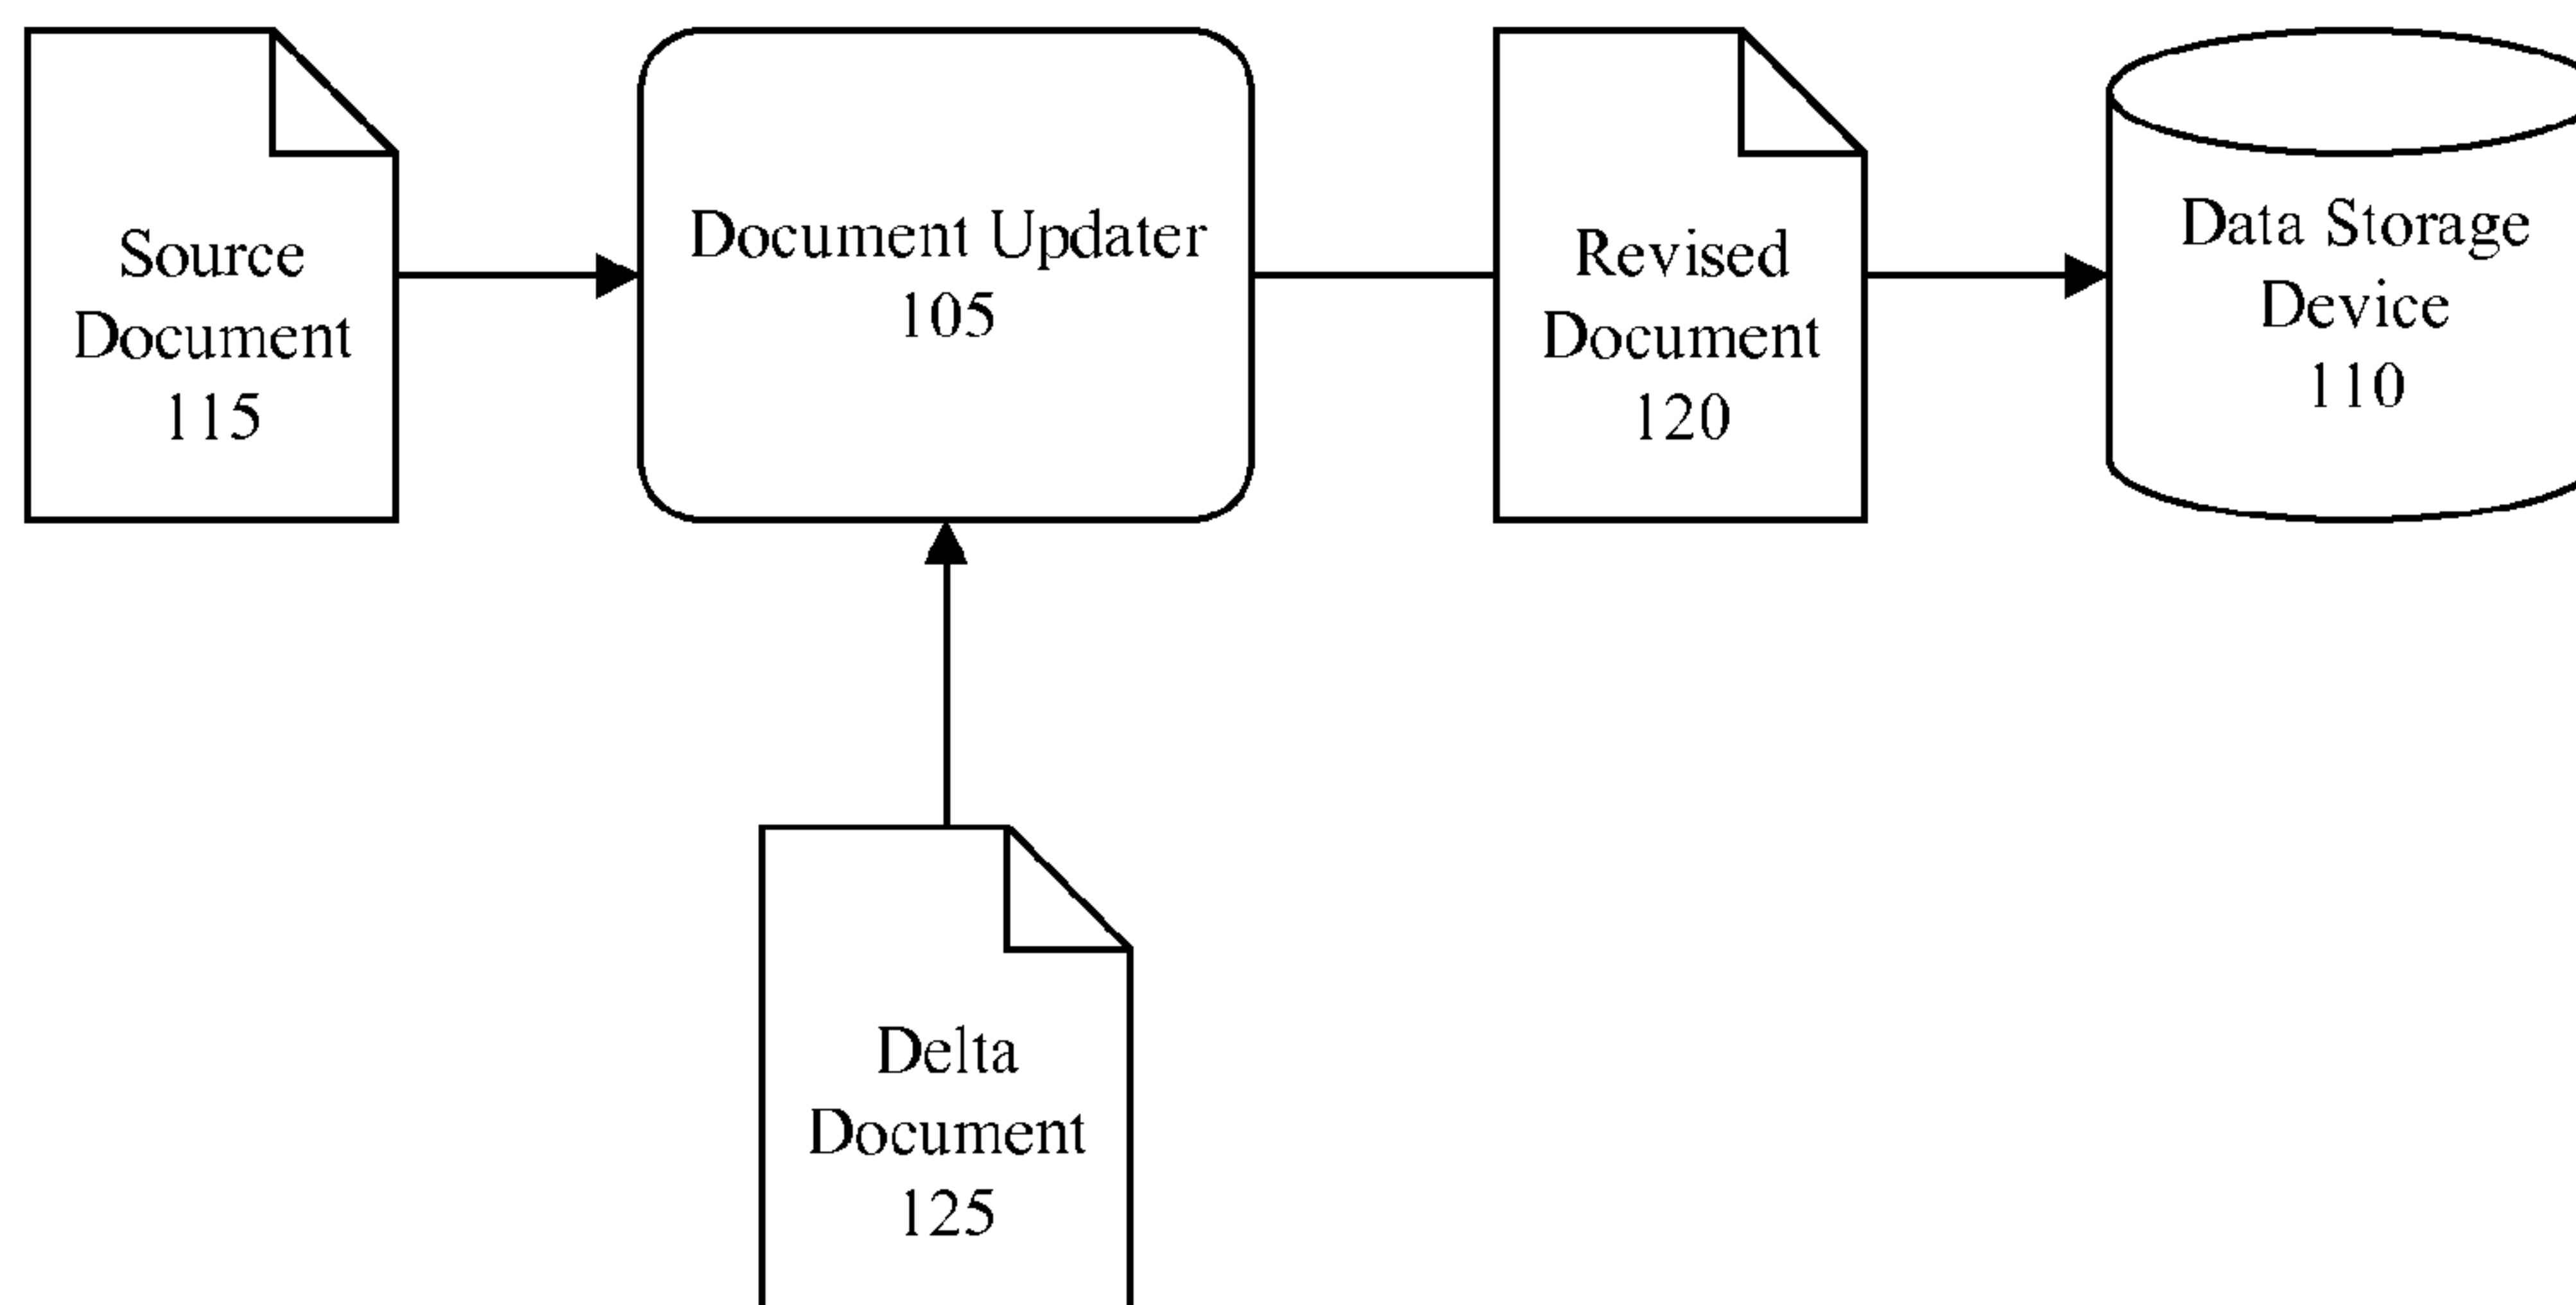 Source
Document
115
Document Updater
105
Revised
Document
120
Data Storage
Device
110
Delta
Document
125